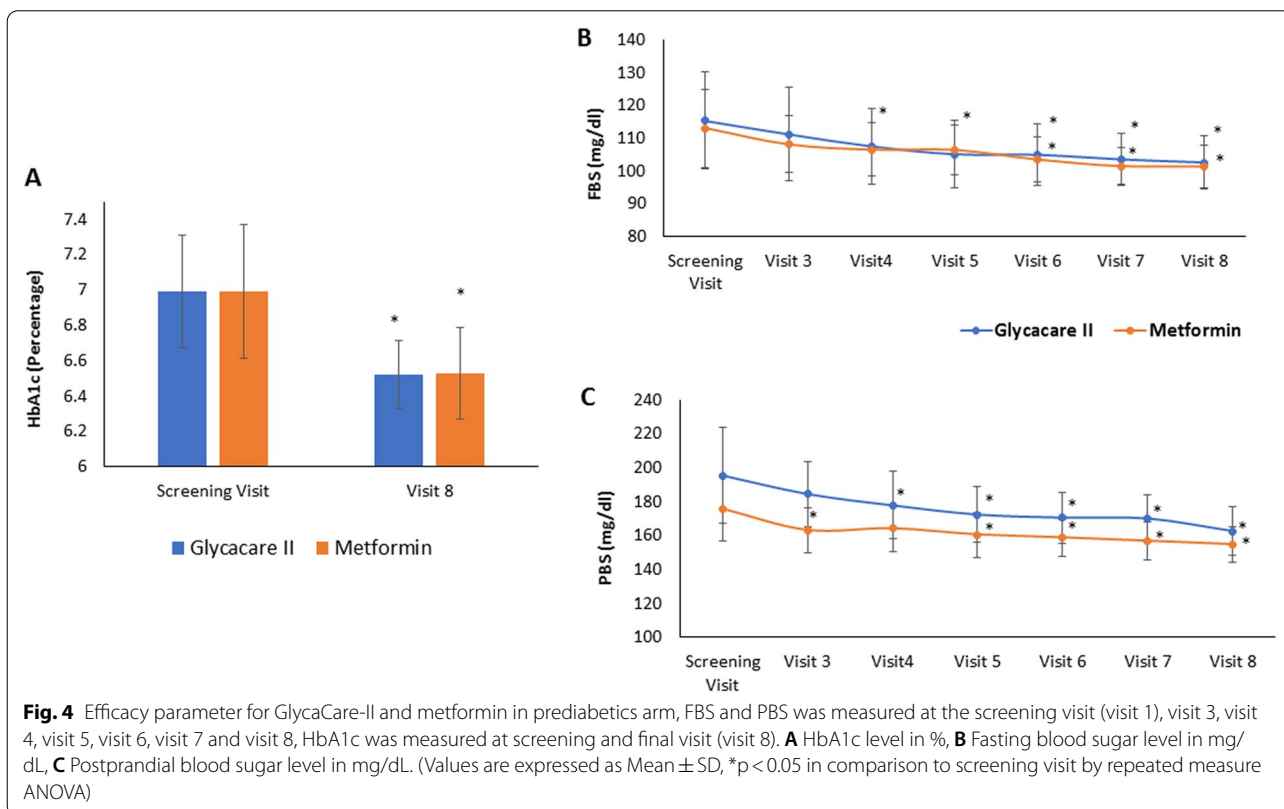 A
HbA1c (Percentage)
7.4
7.2
7
6.8
6.6
6.4
6.2
6
*
*
Screening Visit
Visit 8
Glycacare II
Metformin
B
FBS (mg/dl)
140
130
120
110
100
90
80
*
*
*
*
*
*
*
*
Screening
Visit
Visit 3
Visit4
Visit 5
Visit 6
Visit 7
Visit 8
Glycacare II
Metformin
C
PBS (mg/dl)
240
220
200
180
160
140
120
100
*
*
*
*
*
*
*
*
*
*
Screening
Visit
Visit 3
Visit4
Visit 5
Visit 6
Visit 7
Visit 8
Fig. 4 Efficacy parameter for GlycaCare-II and metformin in prediabetics arm, FBS and PBS was measured at the screening visit (visit 1), visit 3, visit
4, visit 5, visit 6, visit 7 and visit 8, HbA1c was measured at screening and final visit (visit 8). A HbA1c level in %, B Fasting blood sugar level in mg/
dL, C Postprandial blood sugar level in mg/dL. (Values are expressed as Mean ± SD, *p < 0.05 in comparison to screening visit by repeated measure
ANOVA)